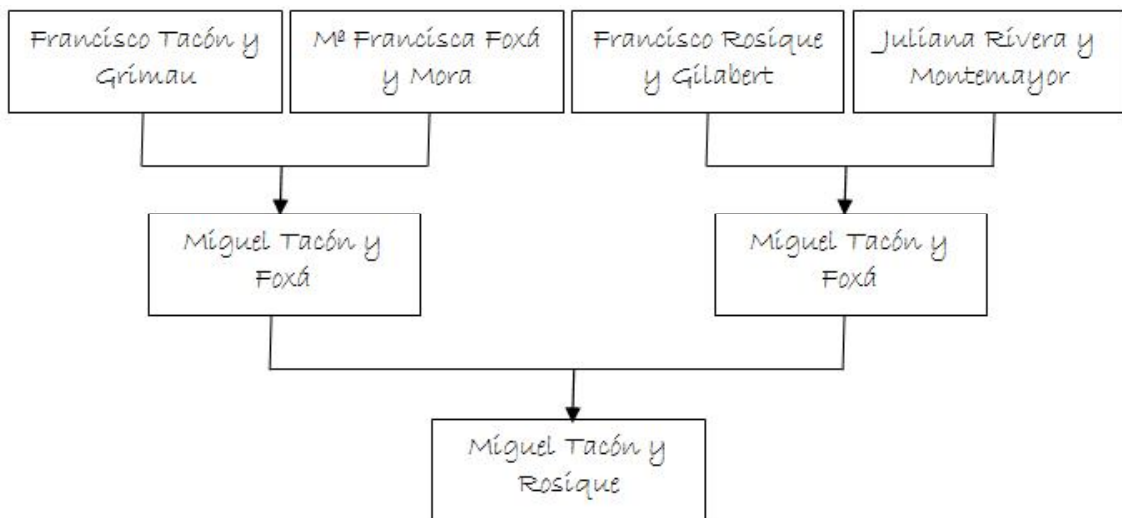 Francisco Tacón y
Grimau
Mª Francisca Foxá
y Mora
Francisco Rosique
y Gilabert
Juliana Rivera y
Montemayor
Miguel Tacón y
Foxá
Miguel Tacón y
Foxá
Miguel Tacón y
Rosique